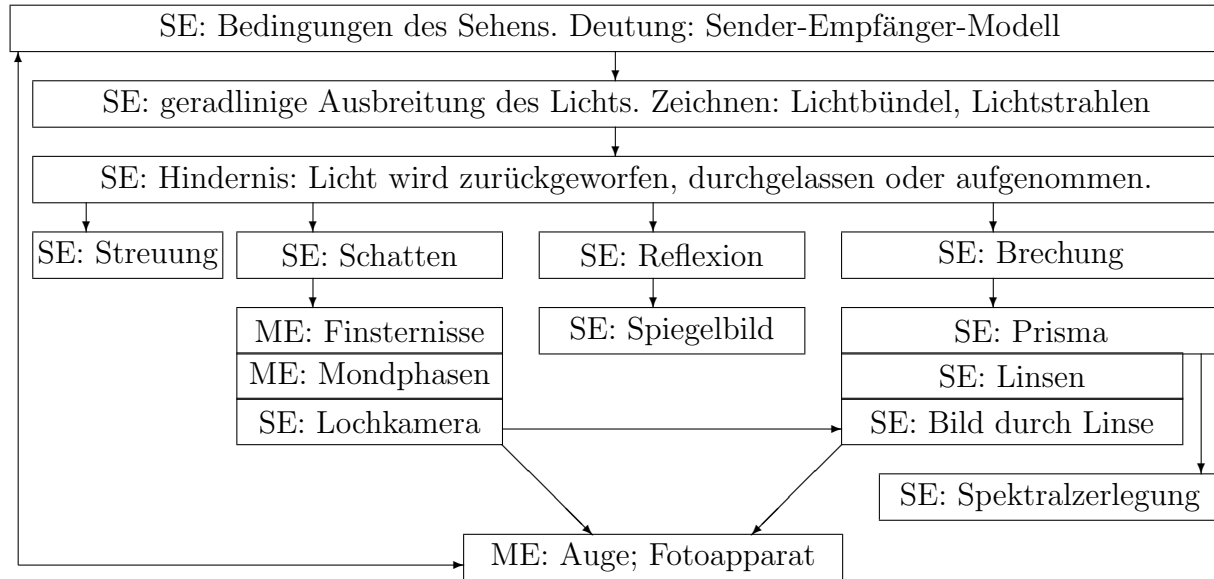 SE: Bedingungen des Sehens. Deutung: Sender-Empfänger-Modell
SE: geradlinige Ausbreitung des Lichts. Zeichnen: Lichtbündel, Lichtstrahlen
SE: Hindernis: Licht wird zurückgeworfen, durchgelassen oder aufgenommen.
SE: Streuung
SE: Schatten
SE: Reflexion
SE: Brechung
ME: Finsternisse
SE: Spiegelbild
SE: Prisma
ME: Mondphasen
SE: Linsen
SE: Lochkamera
SE: Bild durch Linse
SE: Spektralzerlegung
ME: Auge; Fotoapparat